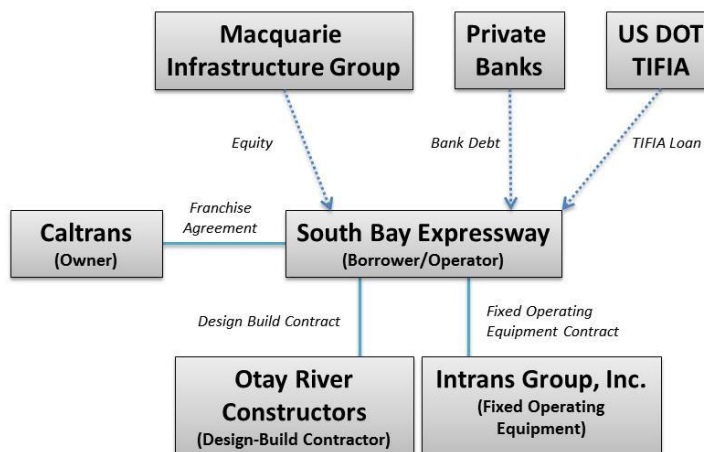 Macquarie
Infrastructure Group
Private
Banks
US DOT
TIFIA
Equity
Bank Debt
TIFIA Loan
Franchise
Agreement
Caltrans
(Owner)
South Bay Expressway
(Borrower/Operator)
Design Build Contract
Fixed Operating
Equipment Contract
Otay River
Constructors
(Design-Build Contractor)
Intrans Group, Inc.
(Fixed Operating
Equipment)